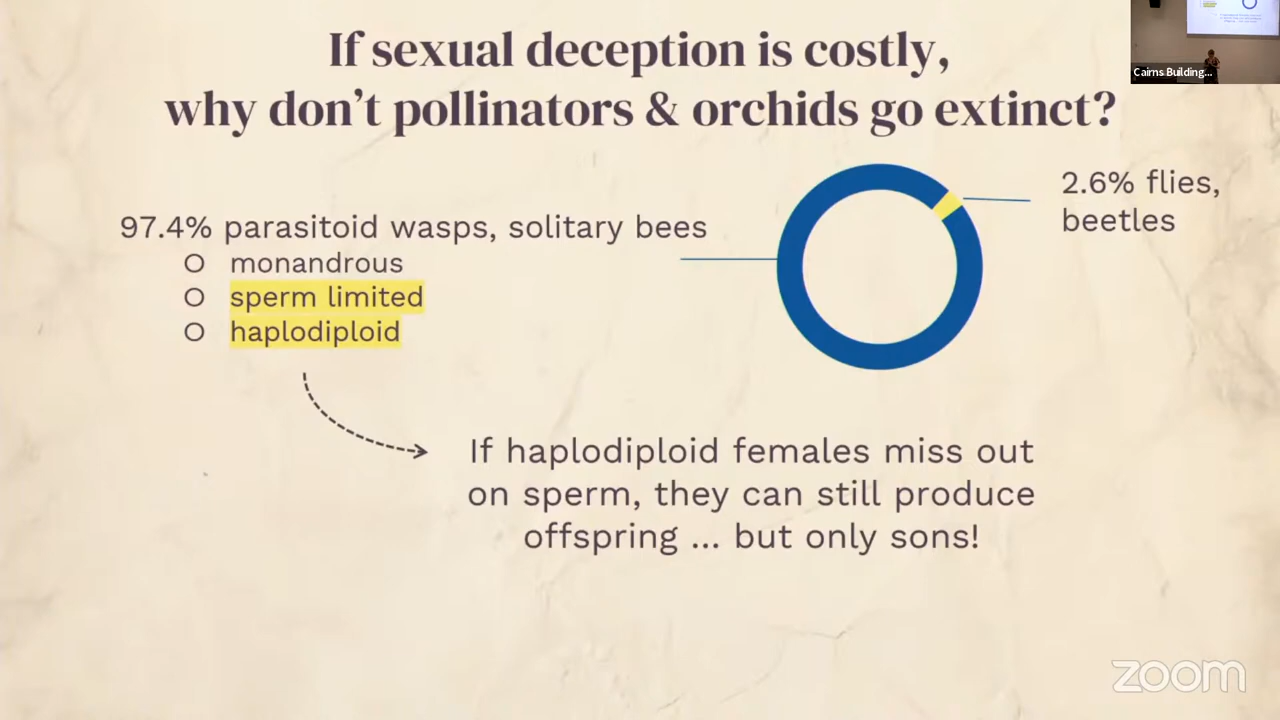 If sexual deception is costly,
why don't pollinators & orchids go extinct?
97.4% parasitoid wasps, solitary bees
monandrous
sperm limited
haplodiploid
2.6% flies,
beetles
If haplodiploid females miss out
on sperm, they can still produce
offspring ... but only sons!
Cairns Building...
zoom